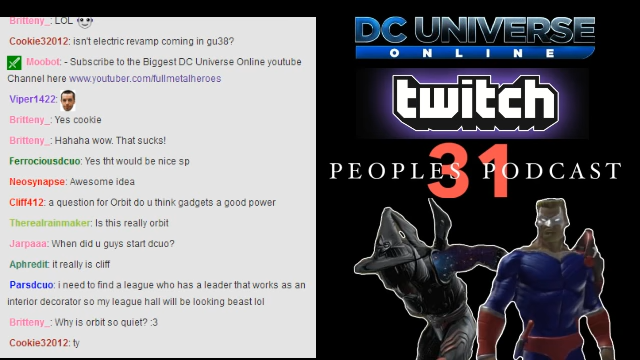 Britteny_: LOL
Cookie32012: isn't electric revamp coming in gu38?
Moobot: - Subscribe to the Biggest DC Universe Online youtube
Channel here www.youtube.com/fullmetalheroes
Viper1422:
Britteny_: Yes cookie
Britteny_: Hahaha wow. That sucks!
Ferrociousdcuo: Yes tht would be nice sp
Neosynapse: Awesome idea
Cliff412: a question for Orbit do u think gadgets a good power
Therealrainmaker: Is this really orbit
Jarpaaa: When did u guys start dcuo?
Aphredit: it really is cliff
Parsdcuo: i need to find a league who has a leader that works as an
interior decorator so my league hall will be looking beast lol
Britteny_: Why is orbit so quiet? :3
Cookie32012: ty
DC UNIVERSE
ONLINE
twitch
PEOPLES PODCAST
31